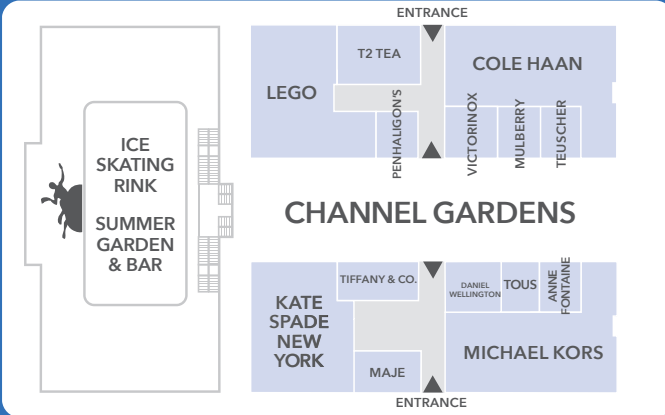 ENTRANCE
T2 TEA
COLE HAAN
LEGO
PENHALIGON'S
VICTORINOX
MULBERRY
TEUSCHER
ICE
SKATING
RINK
SUMMER
GARDEN
& BAR
CHANNEL GARDENS
TIFFANY & CO.
DANIEL
WELLINGTON
TOUS
ANNE
FONTAINE
KATE
SPADE
NEW
YORK
MICHAEL KORS
MAJE
ENTRANCE